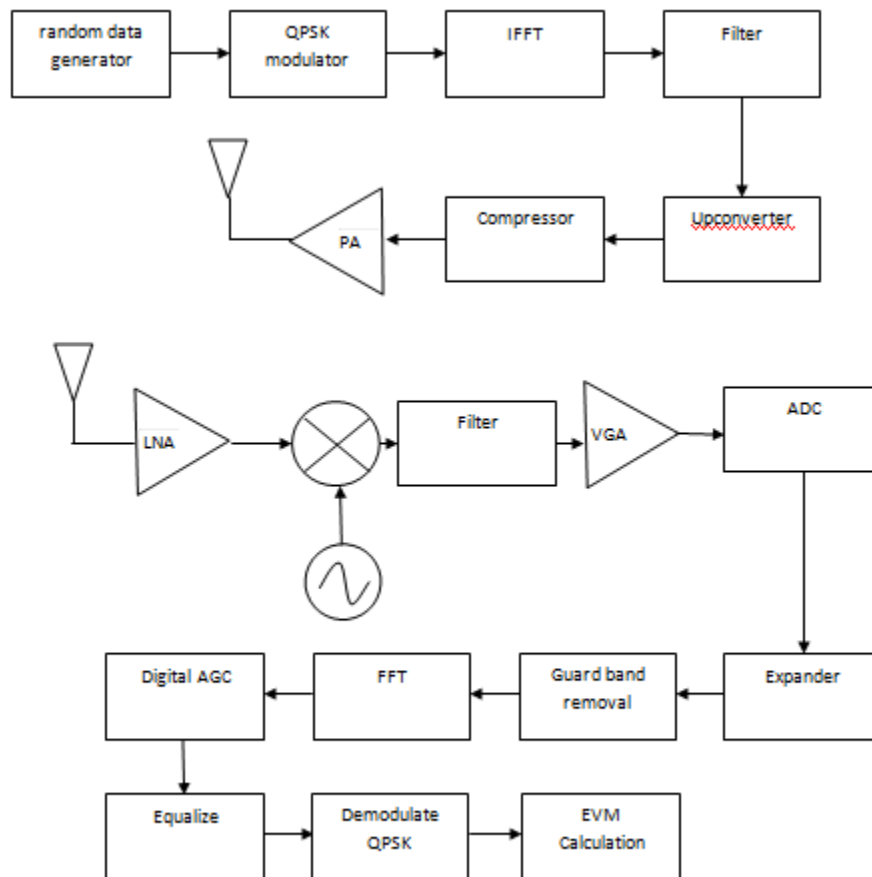 random data
generator
QPSK
modulator
IFFT
Filter
PA
Compressor
Upconverter
LNA
Filter
VGA
ADC
Digital AGC
FFT
Guard band
removal
Expander
Equalize
Demodulate
QPSK
EVM
Calculation